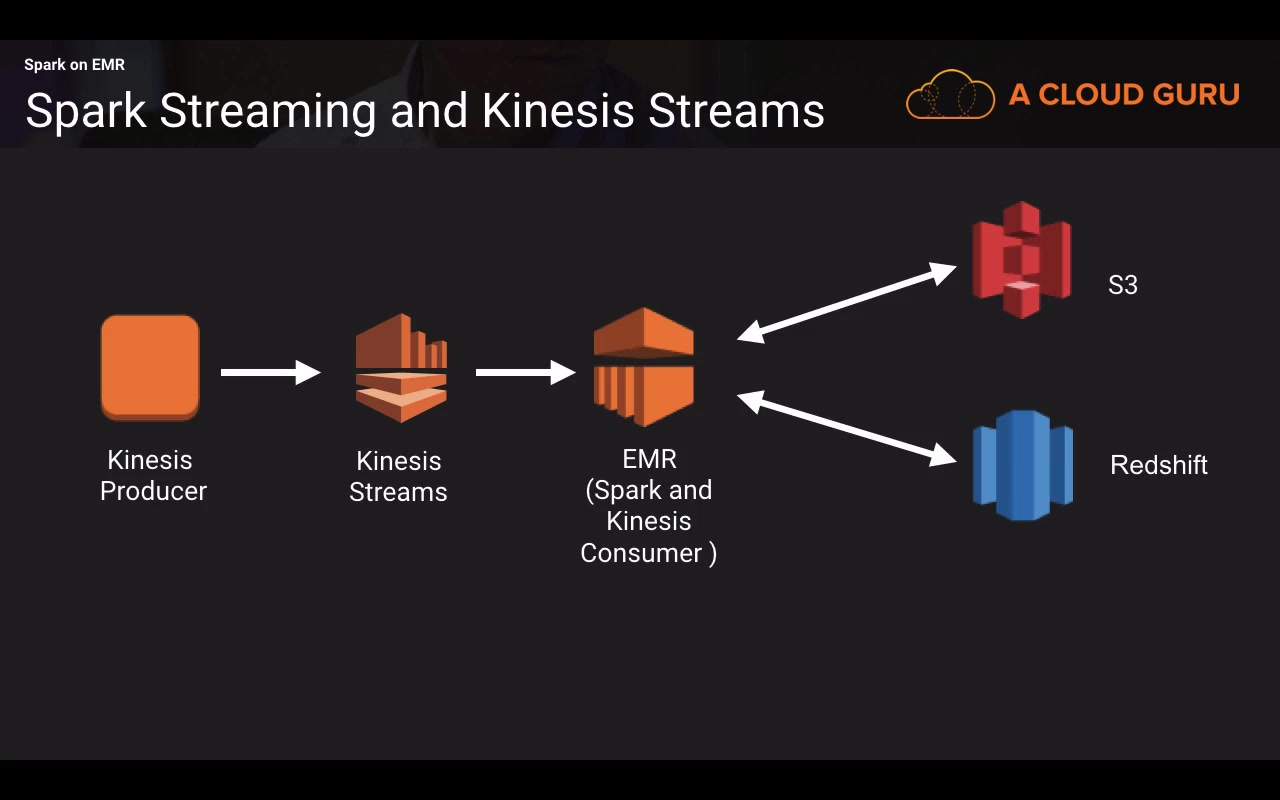 Spark on EMR
Spark Streaming and Kinesis Streams
A CLOUD GURU
S3
Kinesis
Producer
Kinesis
Streams
EMR
(Spark and
Kinesis
Consumer )
Redshift